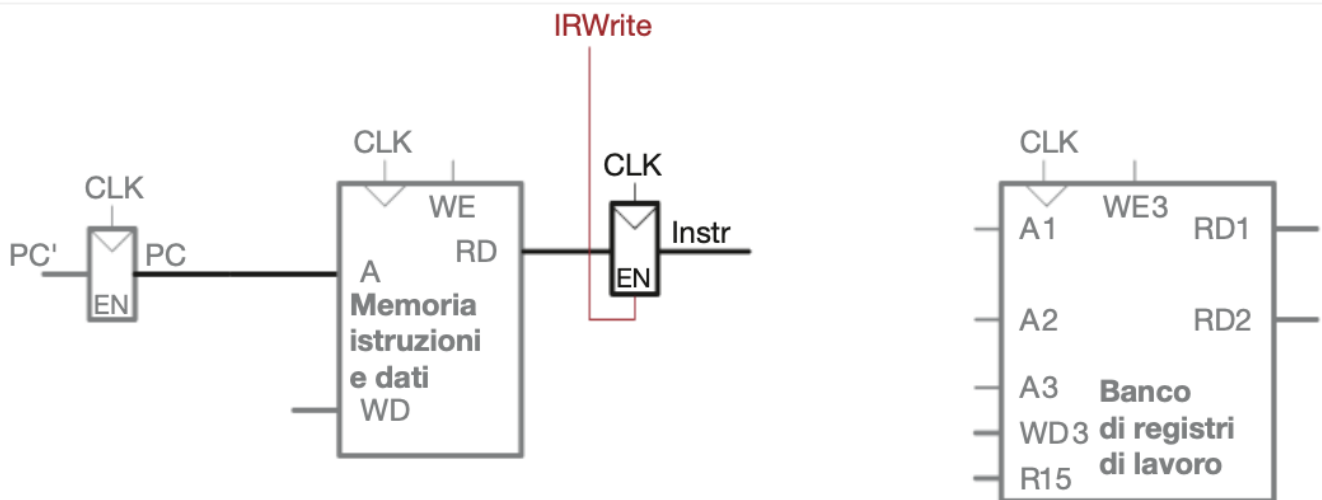 IRWrite
CLK
PC'
PC
EN
CLK
WE
RD
A
Memoria
istruzioni
e dati
WD
CLK
Instr
EN
CLK
WE3
A1
RD1
A2
RD2
A3
WD3
R15
Banco
di registri
di lavoro